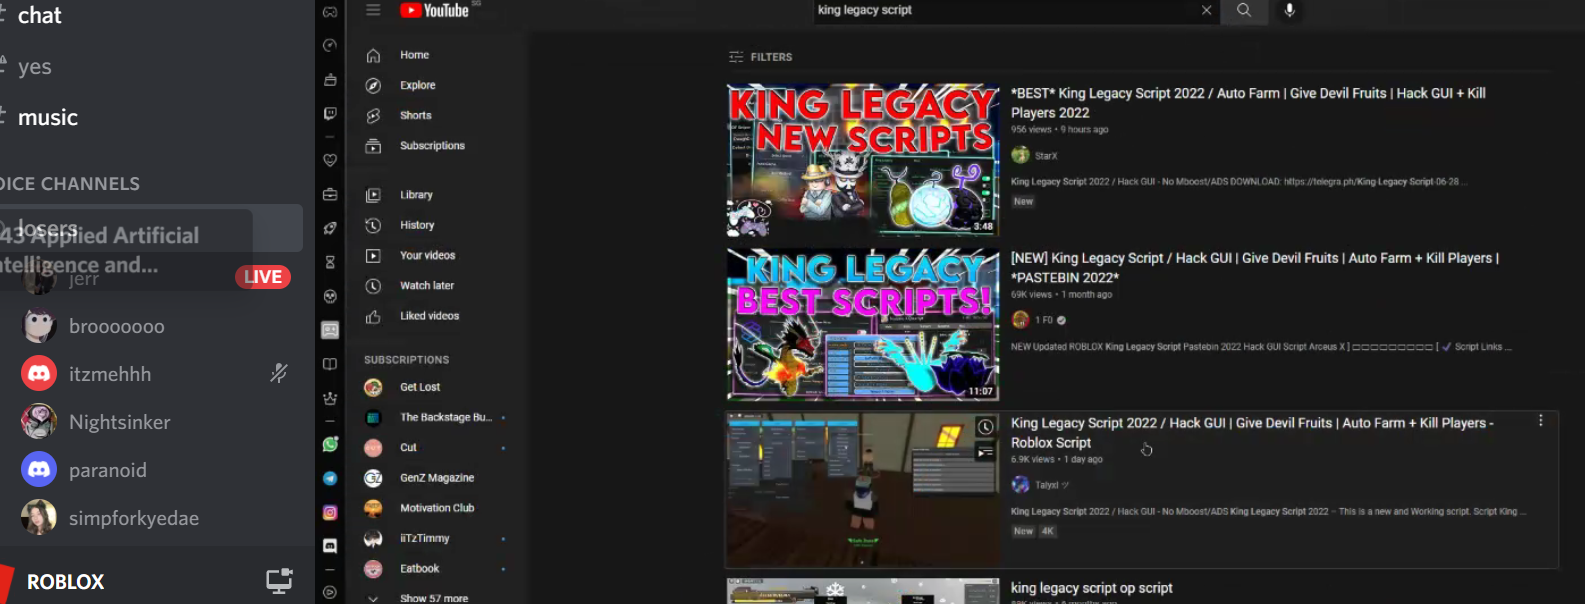 chat
yes
music
OICE CHANNELS
losers
43 Applied Artificial
ntelligence and...
jerr
LIVE
brooooooo
itzmehhh
Nightsinker
paranoid
simpforkyedae
ROBLOX
YouTube SG
Home
Explore
Shorts
Subscriptions
Library
History
Your videos
Watch later
Liked videos
SUBSCRIPTIONS
Get Lost
The Backstage Bu...
Cut
GenZ Magazine
Motivation Club
iiTzTimmy
Eatbook
Show 57 more
king legacy script
FILTERS
KING LEGACY
NEW SCRIPTS
3:48
*BEST* King Legacy Script 2022 / Auto Farm | Give Devil Fruits | Hack GUI + Kill
Players 2022
956 views • 9 hours ago
StarX
King Legacy Script 2022 / Hack GUI - No Mboost/ADS DOWNLOAD: https://telegra.ph/King-Legacy-Script-06-28 ...
New
KING LEGACY
BEST SCRIPTS!
11:07
[NEW] King Legacy Script / Hack GUI | Give Devil Fruits | Auto Farm + Kill Players |
*PASTEBIN 2022*
69K views • 1 month ago
1 F0
NEW Updated ROBLOX King Legacy Script Pastebin 2022 Hack GUI Script Arceus X ] □□□□□□□□□ [ ✓ Script Links ...
King Legacy Script 2022 / Hack GUI | Give Devil Fruits | Auto Farm + Kill Players -
Roblox Script
6.9K views • 1 day ago
Talyxl ツ
King Legacy Script 2022 / Hack GUI - No Mboost/ADS King Legacy Script 2022 – This is a new and Working script. Script King ...
New 4K
king legacy script op script